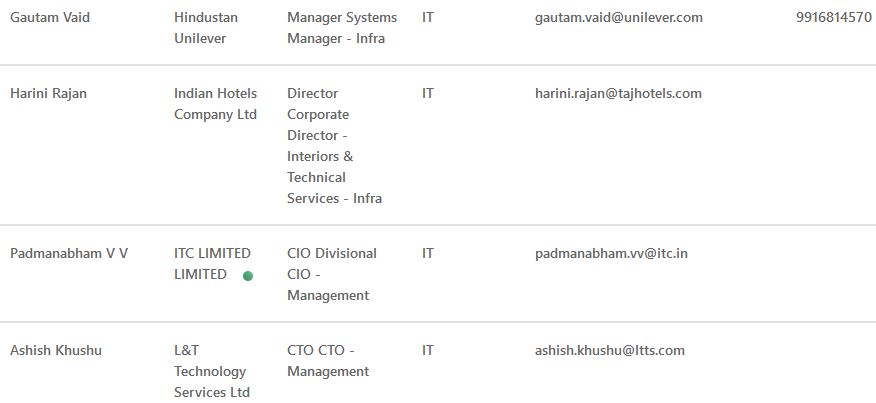 Gautam Vaid Hindustan Manager Systems IT gautam.vaid@unilever.com 9916814570
Unilever Manager - Infra
Harini Rajan Indian Hotels Director IT harini.rajan@tajhotels.com
Company Ltd Corporate
Director -
Interiors &
Technical
Services - Infra
Padmanabham V V ITC LIMITED CIO Divisional IT padmanabham.vv@itc.in
LIMITED CIO -
Management
Ashish Khushu L&T CTO CTO - IT ashish.khushu@ltts.com
Technology Management
Services Ltd